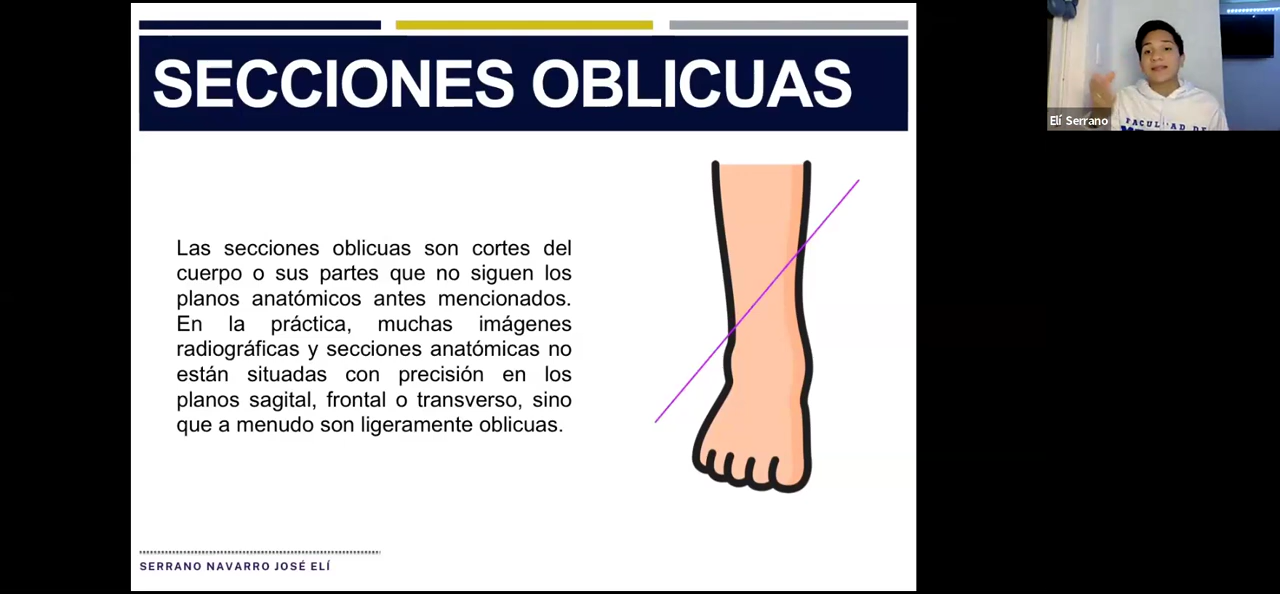 SECCIONES OBLICUAS
Las secciones oblicuas son cortes del
cuerpo o sus partes que no siguen los
planos anatómicos antes mencionados.
En la práctica, muchas imágenes
radiográficas y secciones anatómicas no
están situadas con precisión en los
planos sagital, frontal o transverso, sino
que a menudo son ligeramente oblicuas.
SERRANO NAVARRO JOSÉ ELÍ
Elí Serrano